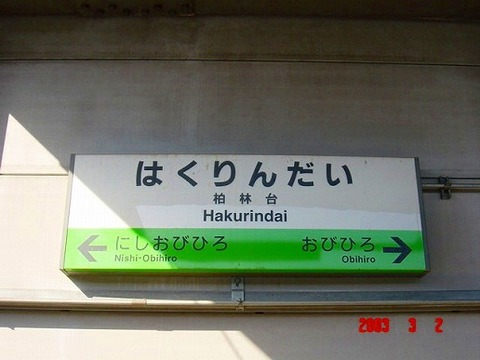 はくりんだい
柏林台
Hakurindai
にしおびひろ
Nishi-Obihiro
おびひろ
Obihiro
2003 3 2